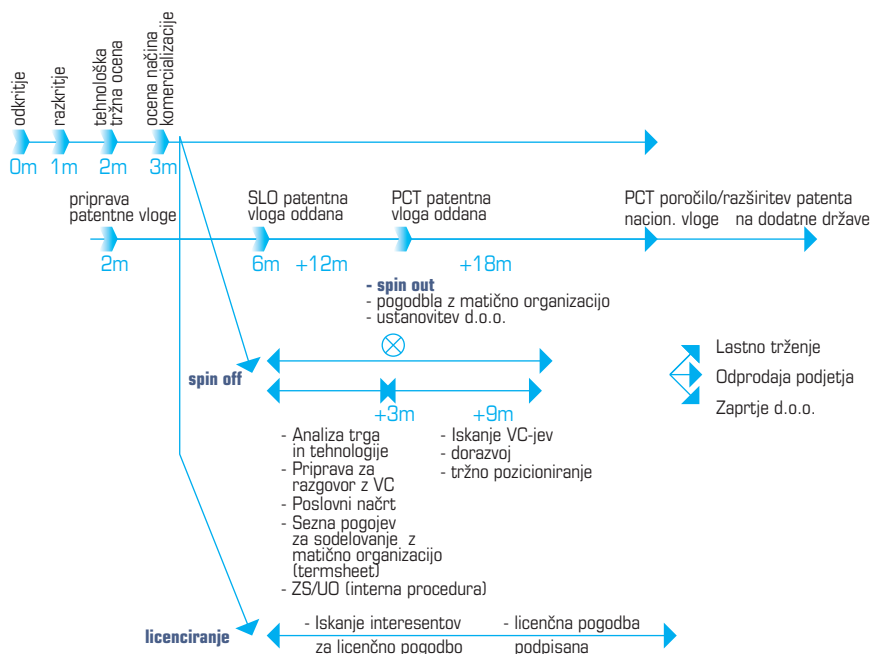 odkritje
razkritje
tehnološka
tržna ocena
ocena načina
komercializacije
0m
1m
2m
3m
priprava
patentne vloge
SLO patentna
vloga oddana
PCT patentna
vloga oddana
PCT poročilo/razširitev patenta
nacion. vloge na dodatne države
2m
6m
+12m
+18m
- spin out
- pogodbla z matično organizacijo
- ustanovitev d.o.o.
spin off
+3m
+9m
Lastno trženje
Odprodaja podjetja
Zaprtje d.o.o.
- Analiza trga
in tehnologije
- Priprava za
razgovor z VC
- Poslovni načrt
- Sezna pogojev
za sodelovanje z
matično organizacijo
(termsheet)
- ZS/UO (interna procedura)
- Iskanje VC-jev
- dorazvoj
- tržno pozicioniranje
licenciranje
- Iskanje interesentov
za licenčno pogodbo
- licenčna pogodba
podpisana